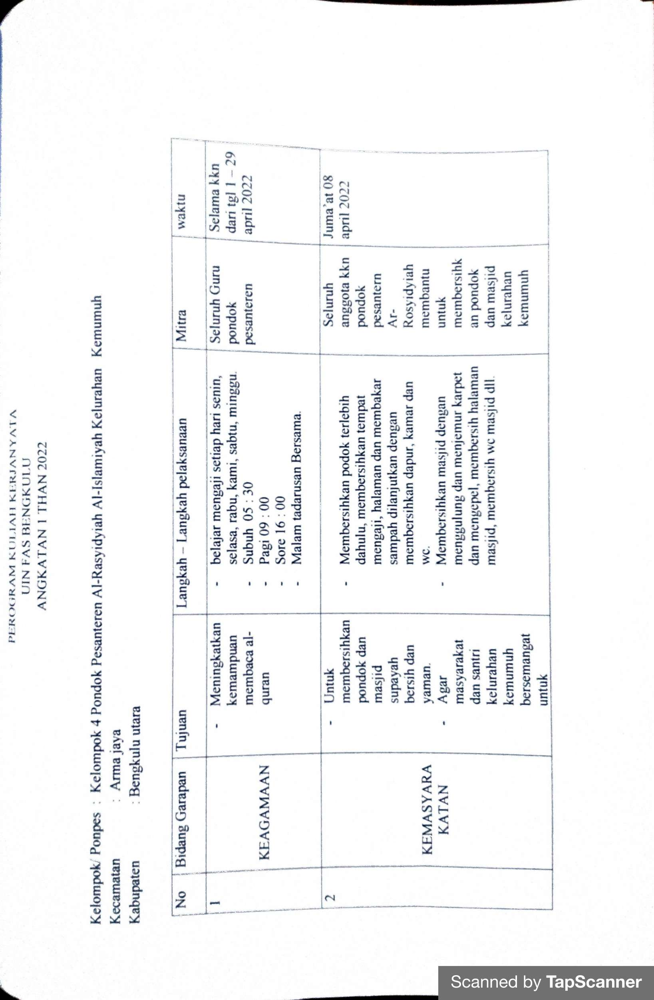 PEROGRAM KULIAH KERJANYATA
UIN FAS BENGKULU
ANGKATAN 1 THAN 2022
Kelompok/ Ponpes : Kelompok 4 Pondok Pesanteren Al-Rasyidyiah Al-Islamiyah Kelurahan Kemumuh
Kecamatan : Arma jaya
Kabupaten : Bengkulu utara
No Bidang Garapan Tujuan Langkah – Langkah pelaksanaan Mitra waktu
1
KEAGAMAAN
- Meningkatkan
kemampuan
membaca al-
quran
- belajar mengaji setiap hari senin,
selasa, rabu, kami, sabtu, minggu.
- Subuh 05 : 30
- Pagi 09 : 00
- Sore 16 : 00
- Malam tadarusan Bersama.
Seluruh Guru
pondok
pesanteren
Selama kkn
dari tgl 1 – 29
april 2022
2
KEMASYARA
KATAN
- Untuk
membersihkan
pondok dan
masjid
supayah
bersih dan
yaman.
- Agar
masyarakat
dan santri
kelurahan
kemumuh
bersemangat
untuk
- Membersihkan podok terlebih
dahulu, membersihkan tempat
mengaji, halaman dan membakar
sampah dilanjutkan dengan
membersihkan dapur, kamar dan
wc.
- Membersihkan masjid dengan
menggulung dan menjemur karpet
dan mengepel, membersih halaman
masjid, membersih wc masjid dll.
Seluruh
anggota kkn
pondok
pesantern
Ar-
Rosyidyiah
membantu
untuk
membersihk
an pondok
dan masjid
kelurahan
kemumuh
Juma'at 08
april 2022
Scanned by TapScanner